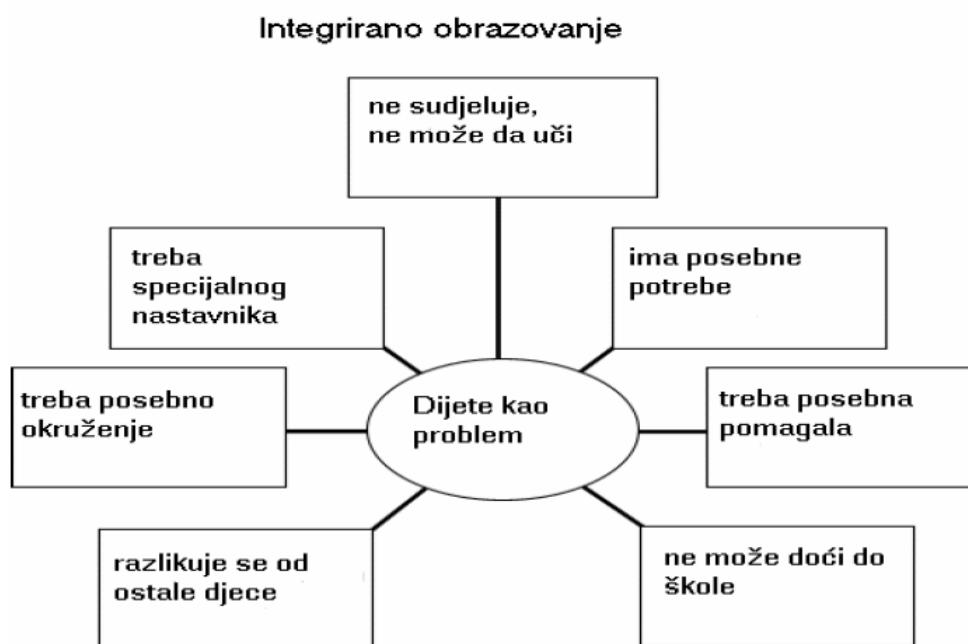 Integrirano obrazovanje
ne sudjeluje,
ne može da uči
treba
specijalnog
nastavnika
ima posebne
potrebe
treba posebno
okruženje
Dijete kao
problem
treba posebna
pomagala
razlikuje se od
ostale djece
ne može doći do
škole